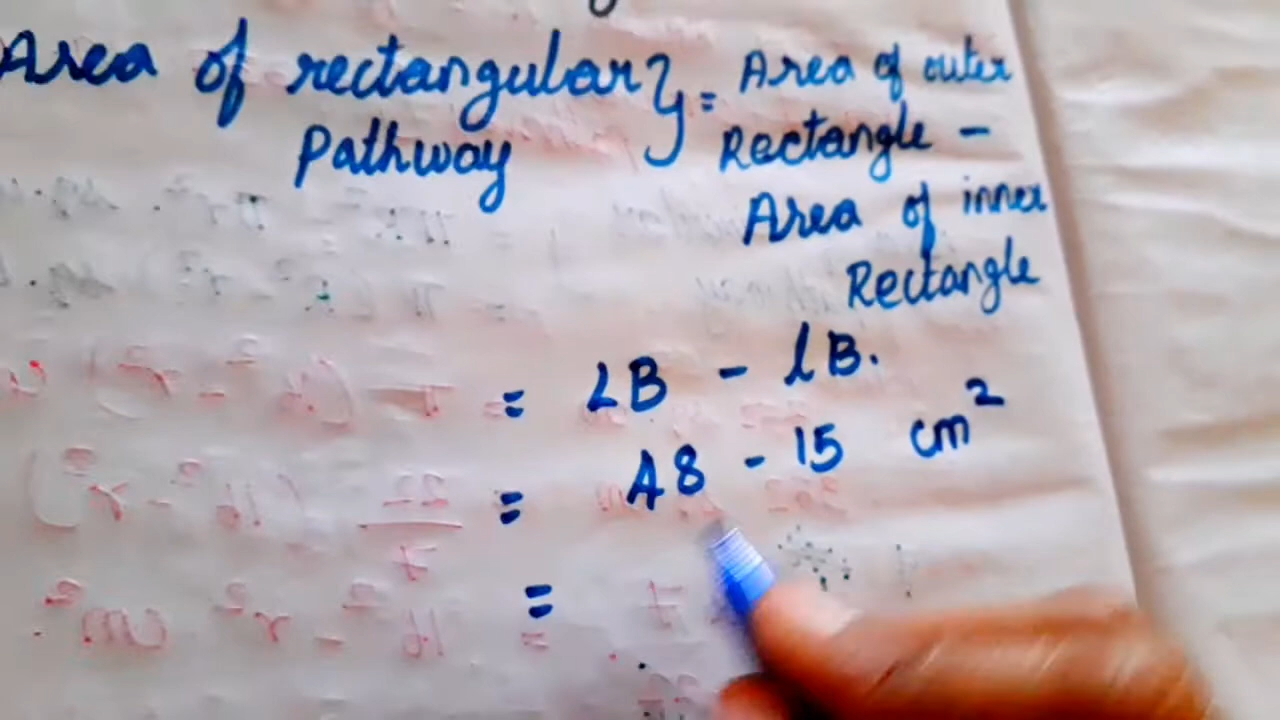 Area of rectangular } = Area of outer
Pathway Rectangle -
Area of inner
Rectangle
= LB - lB.
= 48 - 15 cm²
=